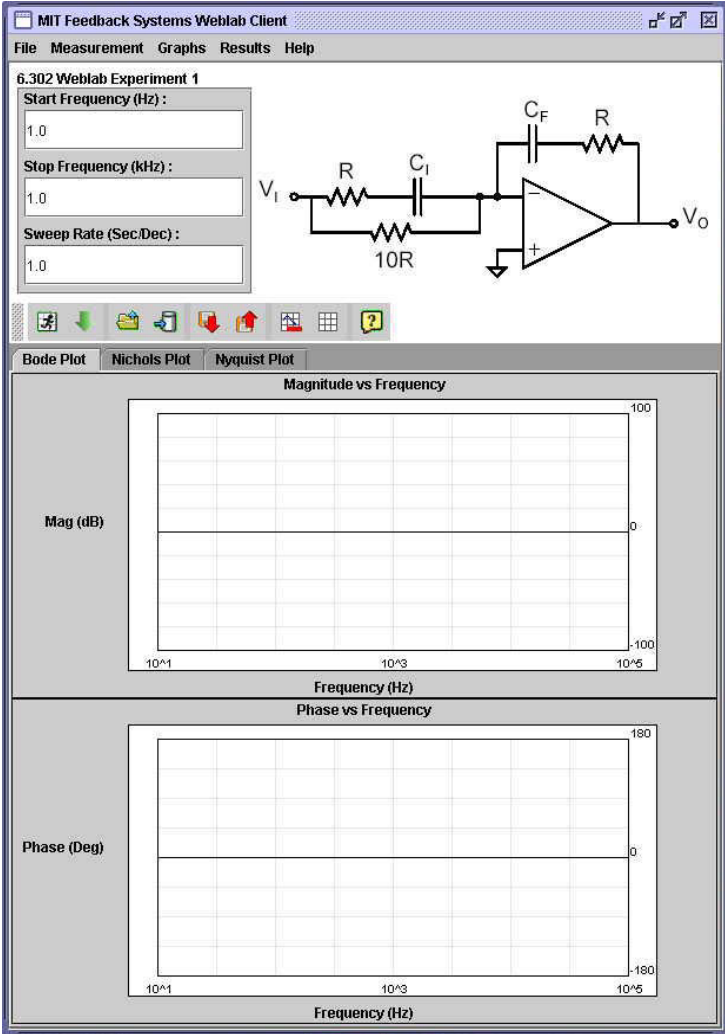 MIT Feedback Systems Weblab Client
File Measurement Graphs Results Help
6.302 Weblab Experiment 1
Start Frequency (Hz) :
1.0
Stop Frequency (kHz) :
1.0
Sweep Rate (Sec/Dec) :
1.0
V_I
R
C_I
10R
C_F
R
−
+
V_O
?
Bode Plot Nichols Plot Nyquist Plot
Magnitude vs Frequency
100
Mag (dB)
0
-100
10^1 10^3 10^5
Frequency (Hz)
Phase vs Frequency
180
Phase (Deg)
0
-180
10^1 10^3 10^5
Frequency (Hz)